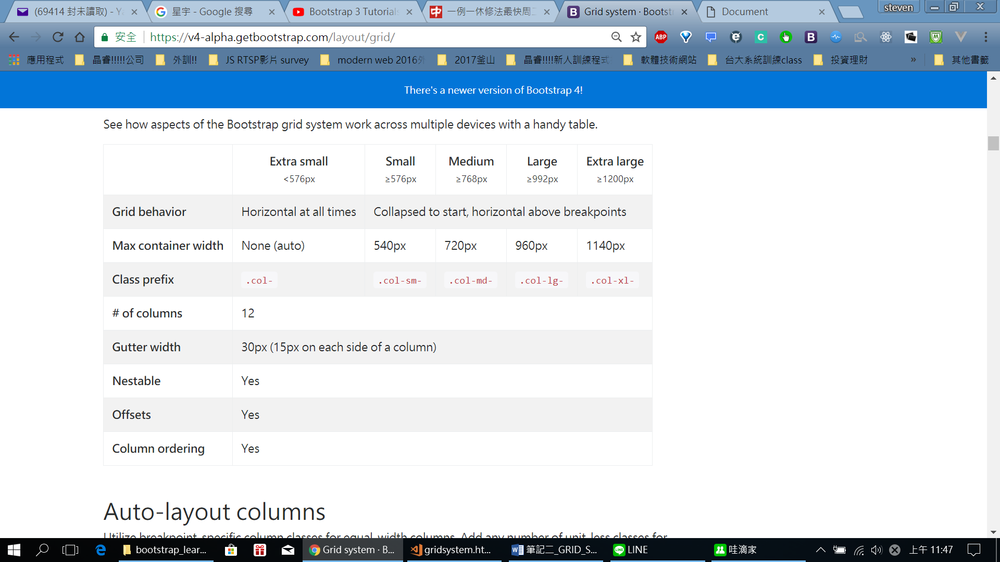 (69414 封未讀取) - Ya
星宇 - Google 搜尋
Bootstrap 3 Tutorials
一例一休修法最快周二
Grid system · Bootst
Document
steven
安全
https://v4-alpha.getbootstrap.com/layout/grid/
ABP
應用程式
晶睿!!!!!公司
外訓!!
JS RTSP影片 survey
modern web 2016外
2017釜山
晶睿!!!!新人訓練程式
軟體技術網站
台大系統訓練class
投資理財
»
其他書籤
There's a newer version of Bootstrap 4!
See how aspects of the Bootstrap grid system work across multiple devices with a handy table.
Extra small Small Medium Large Extra large
<576px ≥576px ≥768px ≥992px ≥1200px
Grid behavior Horizontal at all times Collapsed to start, horizontal above breakpoints
Max container width None (auto) 540px 720px 960px 1140px
Class prefix .col- .col-sm- .col-md- .col-lg- .col-xl-
# of columns 12
Gutter width 30px (15px on each side of a column)
Nestable Yes
Offsets Yes
Column ordering Yes
Auto-layout columns
Utilize breakpoint-specific column classes for equal-width columns. Add any number of unit-less classes for
bootstrap_lear...
Grid system · B...
gridsystem.ht...
筆記二_GRID_S...
LINE
哇滴家
上午 11:47